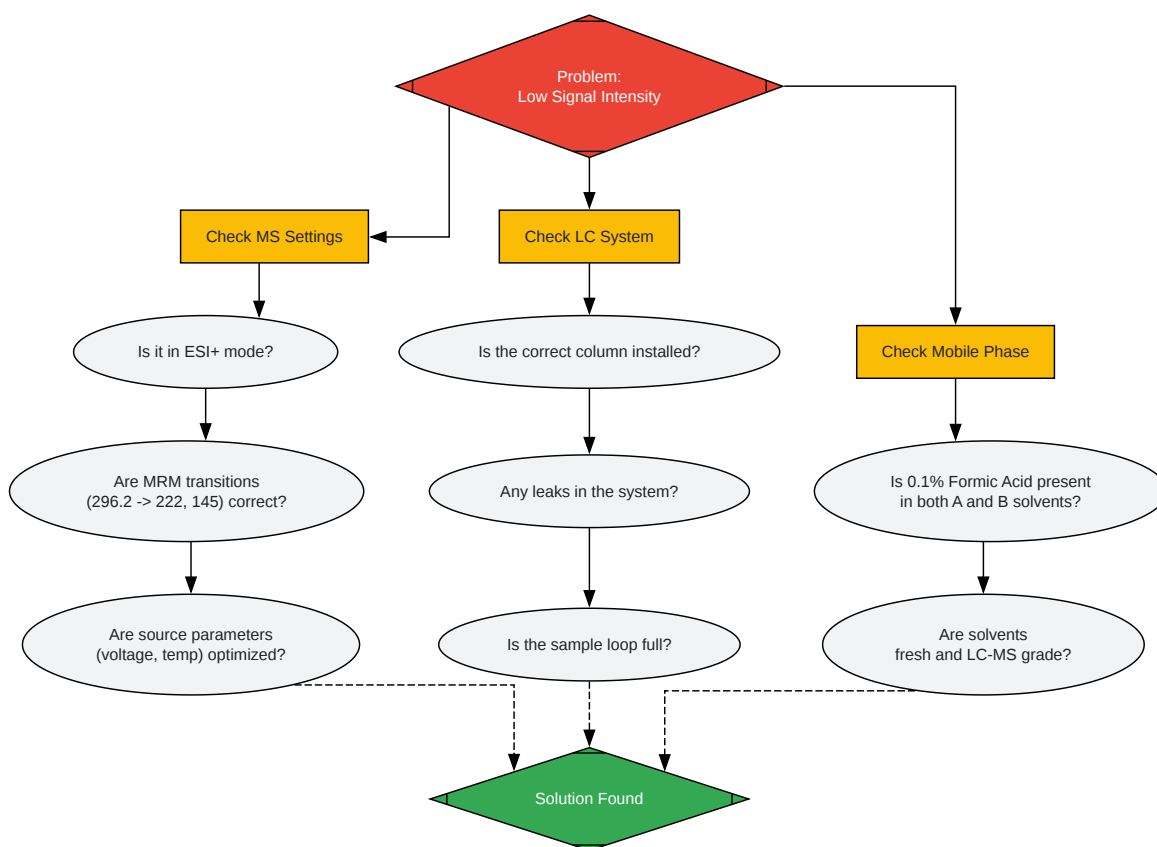 Problem:
Low Signal Intensity
Check MS Settings
Check LC System
Check Mobile Phase
Is it in ESI+ mode?
Is the correct column installed?
Are MRM transitions
(296.2 -> 222, 145) correct?
Any leaks in the system?
Is 0.1% Formic Acid present
in both A and B solvents?
Are source parameters
(voltage, temp) optimized?
Is the sample loop full?
Are solvents
fresh and LC-MS grade?
Solution Found